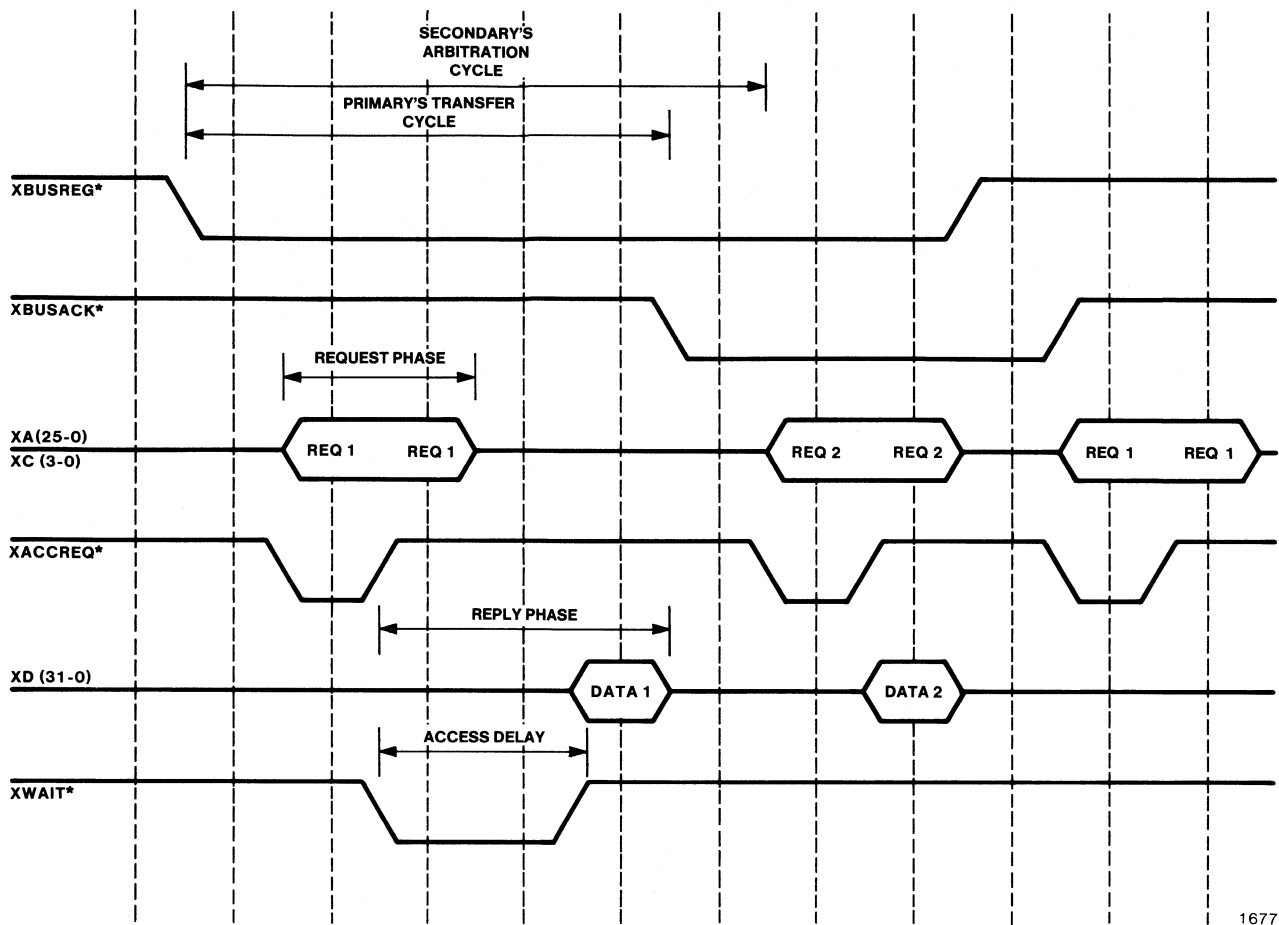 SECONDARY'S
ARBITRATION
CYCLE
PRIMARY'S TRANSFER
CYCLE
XBUSREG*
XBUSACK*
REQUEST PHASE
XA(25-0)
XC (3-0)
REQ 1 REQ 1
REQ 2 REQ 2
REQ 1 REQ 1
XACCREQ*
REPLY PHASE
XD (31-0)
DATA 1
DATA 2
ACCESS DELAY
XWAIT*
1677